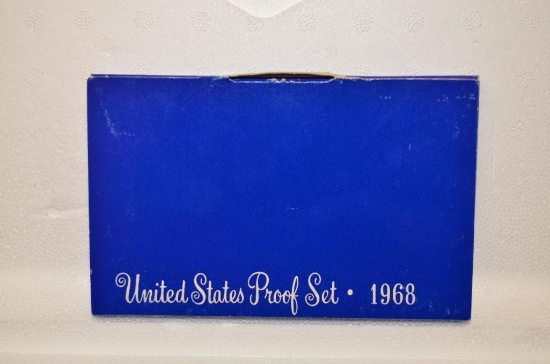 United States Proof Set • 1968